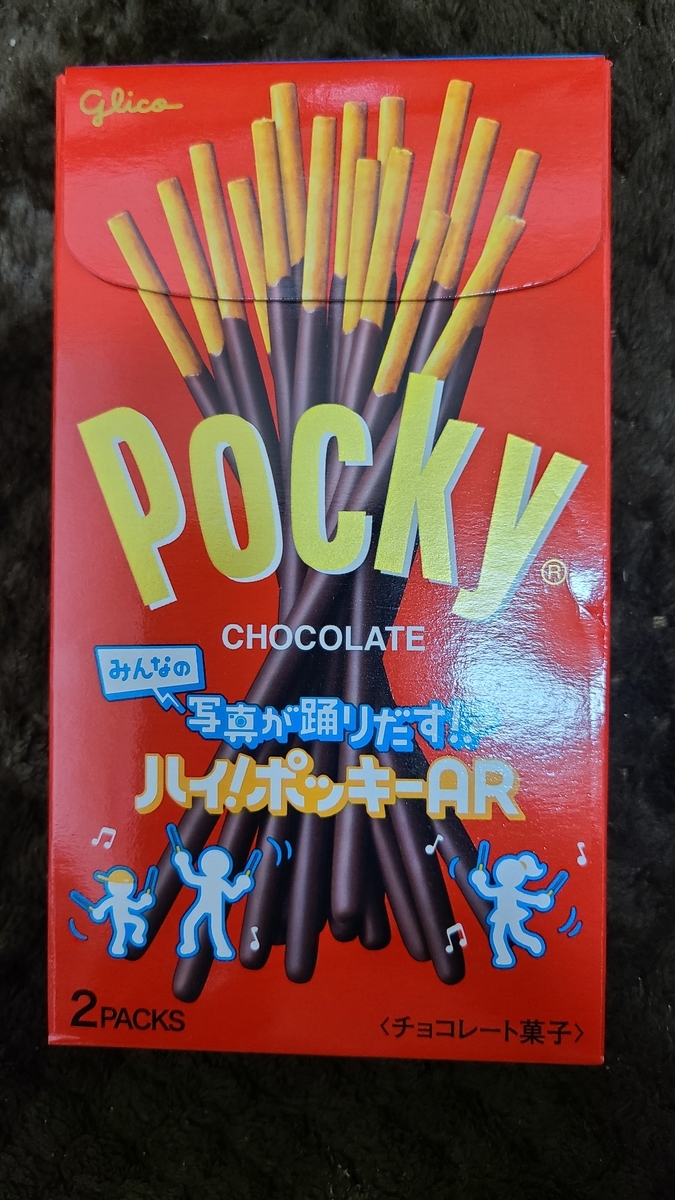 Glico
POCKY®
CHOCOLATE
みんなの
写真が踊りだす!!
ハイ!ポッキーAR
2PACKS
〈チョコレート菓子〉